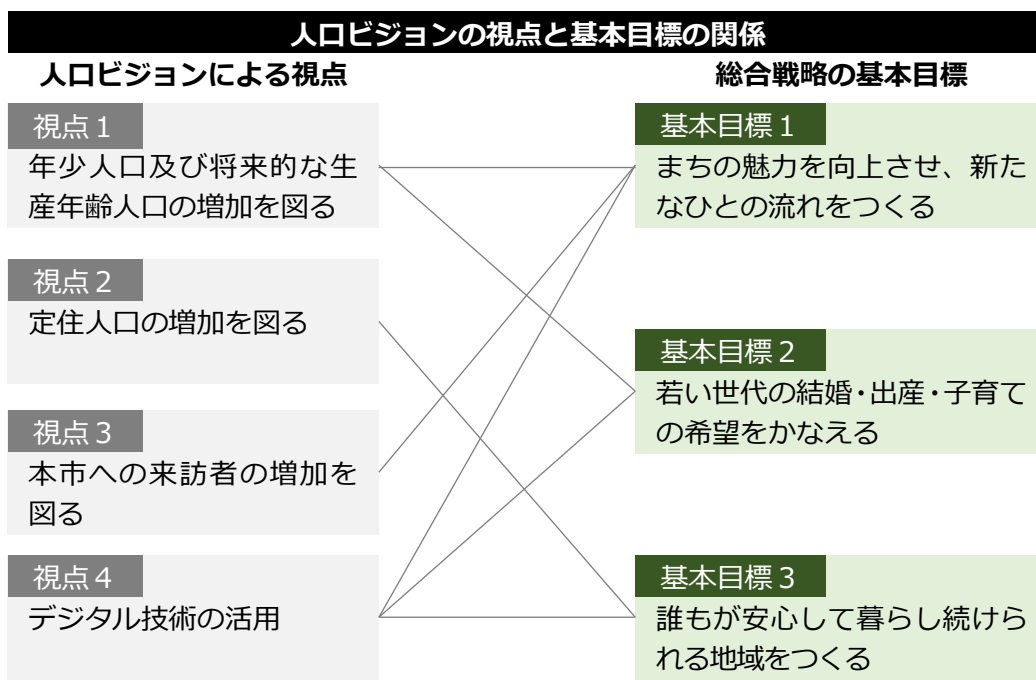 人口ビジョンの視点と基本目標の関係
人口ビジョンによる視点
総合戦略の基本目標
視点１
年少人口及び将来的な生
産年齢人口の増加を図る
視点２
定住人口の増加を図る
視点３
本市への来訪者の増加を
図る
視点４
デジタル技術の活用
基本目標１
まちの魅力を向上させ、新た
なひとの流れをつくる
基本目標２
若い世代の結婚・出産・子育て
の希望をかなえる
基本目標３
誰もが安心して暮らし続けら
れる地域をつくる